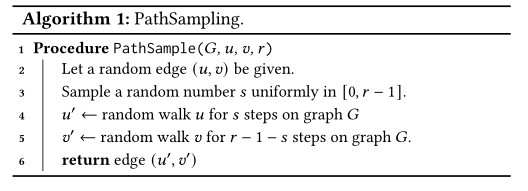 Algorithm 1: PathSampling.
1 Procedure PathSample(G, u, v, r)
2 Let a random edge (u, v) be given.
3 Sample a random number s uniformly in [0, r − 1].
4 u′ ← random walk u for s steps on graph G
5 v′ ← random walk v for r − 1 − s steps on graph G.
6 return edge (u′, v′)